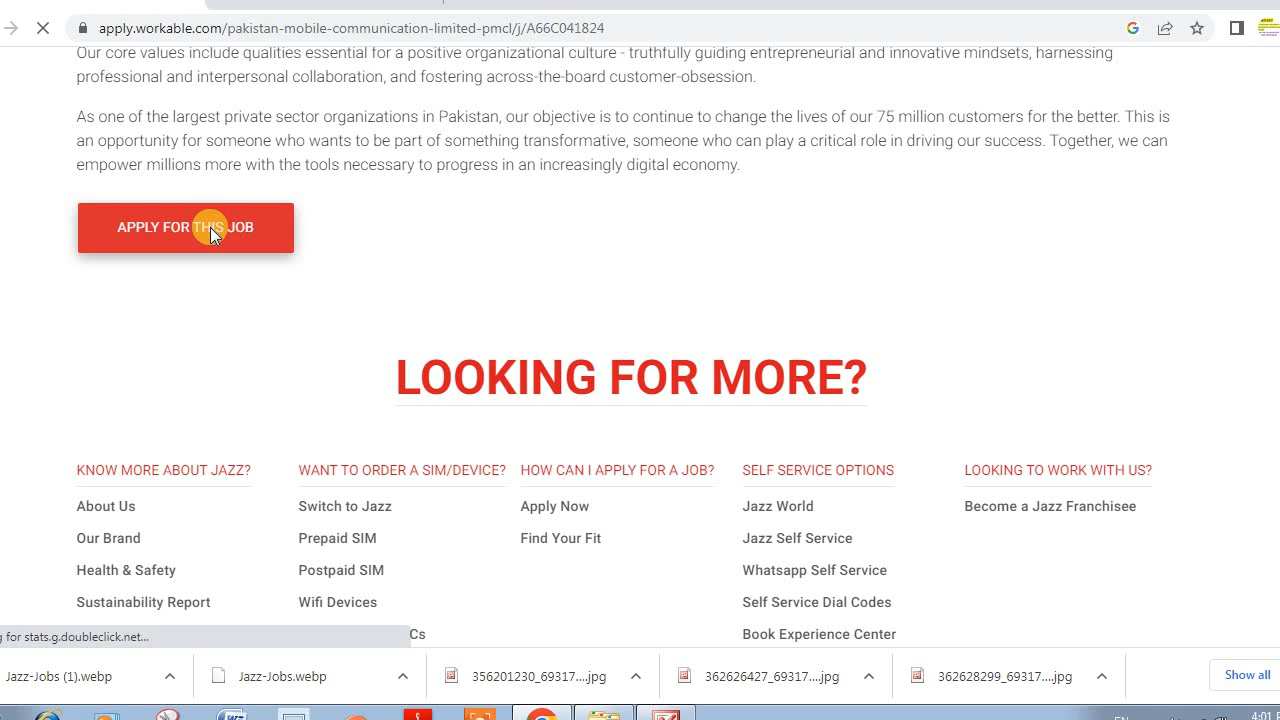 apply.workable.com/pakistan-mobile-communication-limited-pmcl/j/A66C041824
Our core values include qualities essential for a positive organizational culture - truthfully guiding entrepreneurial and innovative mindsets, harnessing
professional and interpersonal collaboration, and fostering across-the-board customer-obsession.
As one of the largest private sector organizations in Pakistan, our objective is to continue to change the lives of our 75 million customers for the better. This is
an opportunity for someone who wants to be part of something transformative, someone who can play a critical role in driving our success. Together, we can
empower millions more with the tools necessary to progress in an increasingly digital economy.
APPLY FOR THIS JOB
LOOKING FOR MORE?
KNOW MORE ABOUT JAZZ? WANT TO ORDER A SIM/DEVICE? HOW CAN I APPLY FOR A JOB? SELF SERVICE OPTIONS LOOKING TO WORK WITH US?
About Us Switch to Jazz Apply Now Jazz World Become a Jazz Franchisee
Our Brand Prepaid SIM Find Your Fit Jazz Self Service
Health & Safety Postpaid SIM Whatsapp Self Service
Sustainability Report Wifi Devices Self Service Dial Codes
g for stats.g.doubleclick.net... Cs Book Experience Center
Jazz-Jobs (1).webp Jazz-Jobs.webp 356201230_69317....jpg 362626427_69317....jpg 362628299_69317....jpg Show all
EN 4:01